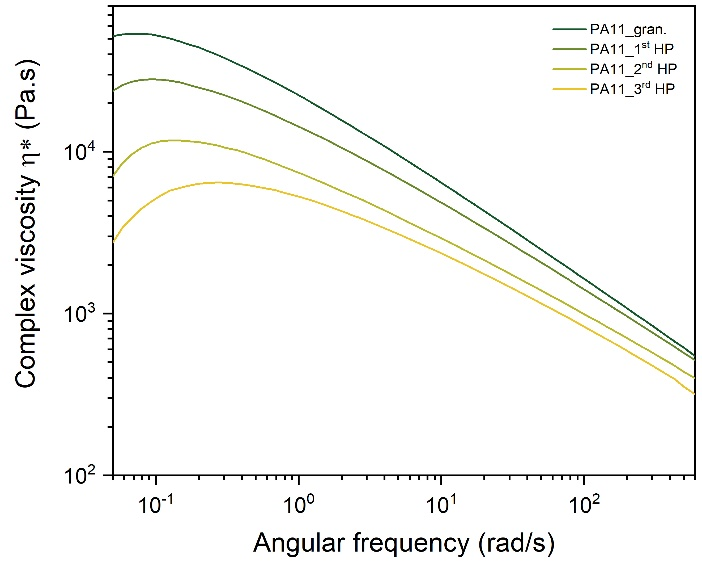 PA11_gran.
PA11_1st HP
PA11_2nd HP
PA11_3rd HP
Complex viscosity η* (Pa.s)
10^4
10^3
10^2
10^-1
10^0
10^1
10^2
Angular frequency (rad/s)